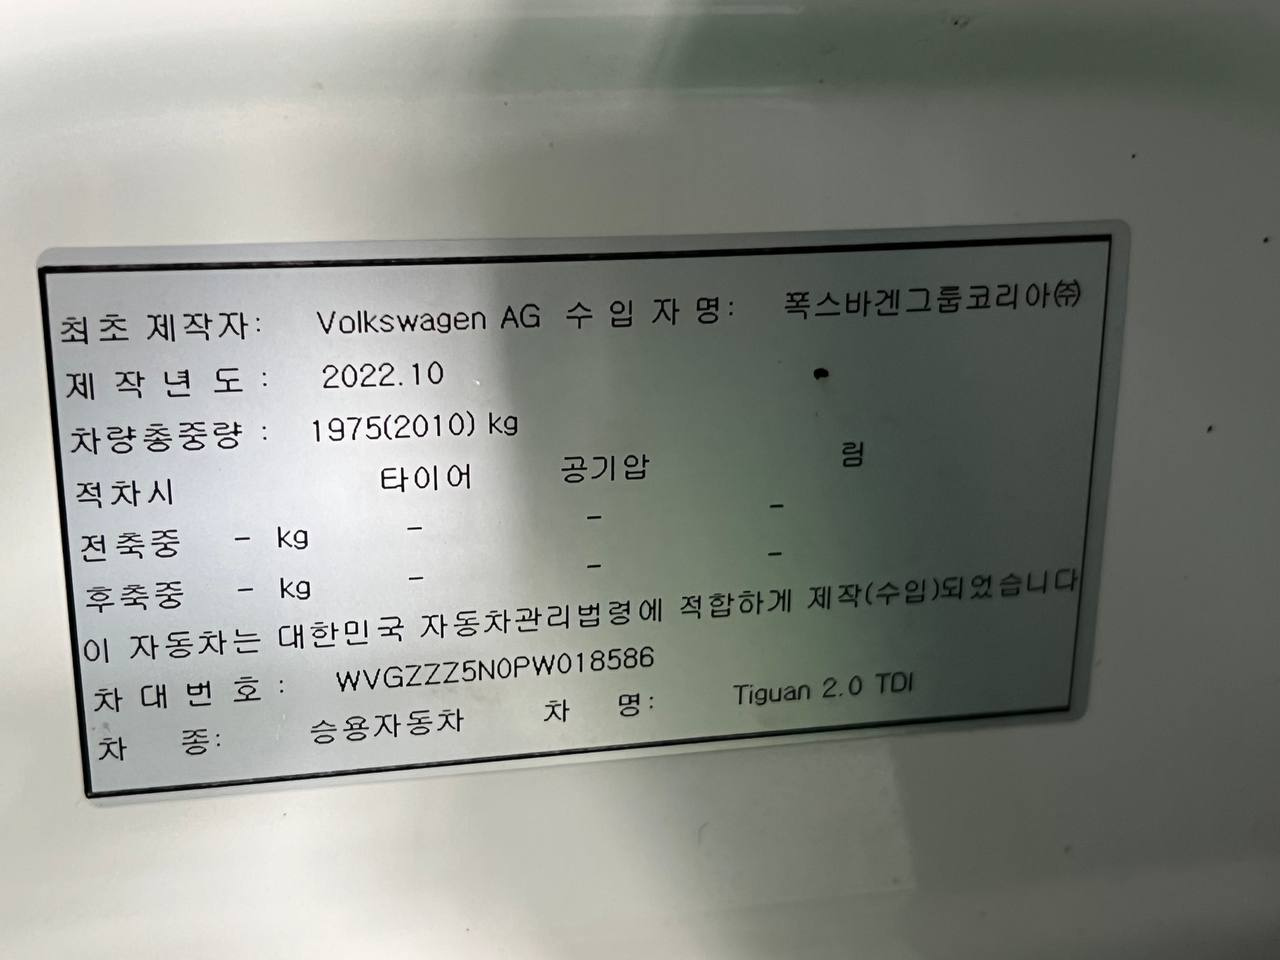 최초 제작자: Volkswagen AG 수 입 자 명: 폭스바겐그룹코리아㈜
제 작 년 도 : 2022.10
차량총중량 : 1975(2010) kg
적차시 타이어 공기압 림
전축중 - kg - - -
후축중 - kg - - -
이 자동차는 대한민국 자동차관리법령에 적합하게 제작(수입)되었습니다
차 대 번 호 : WVGZZZ5N0PW018586
차 종: 승용자동차 차 명: Tiguan 2.0 TDI